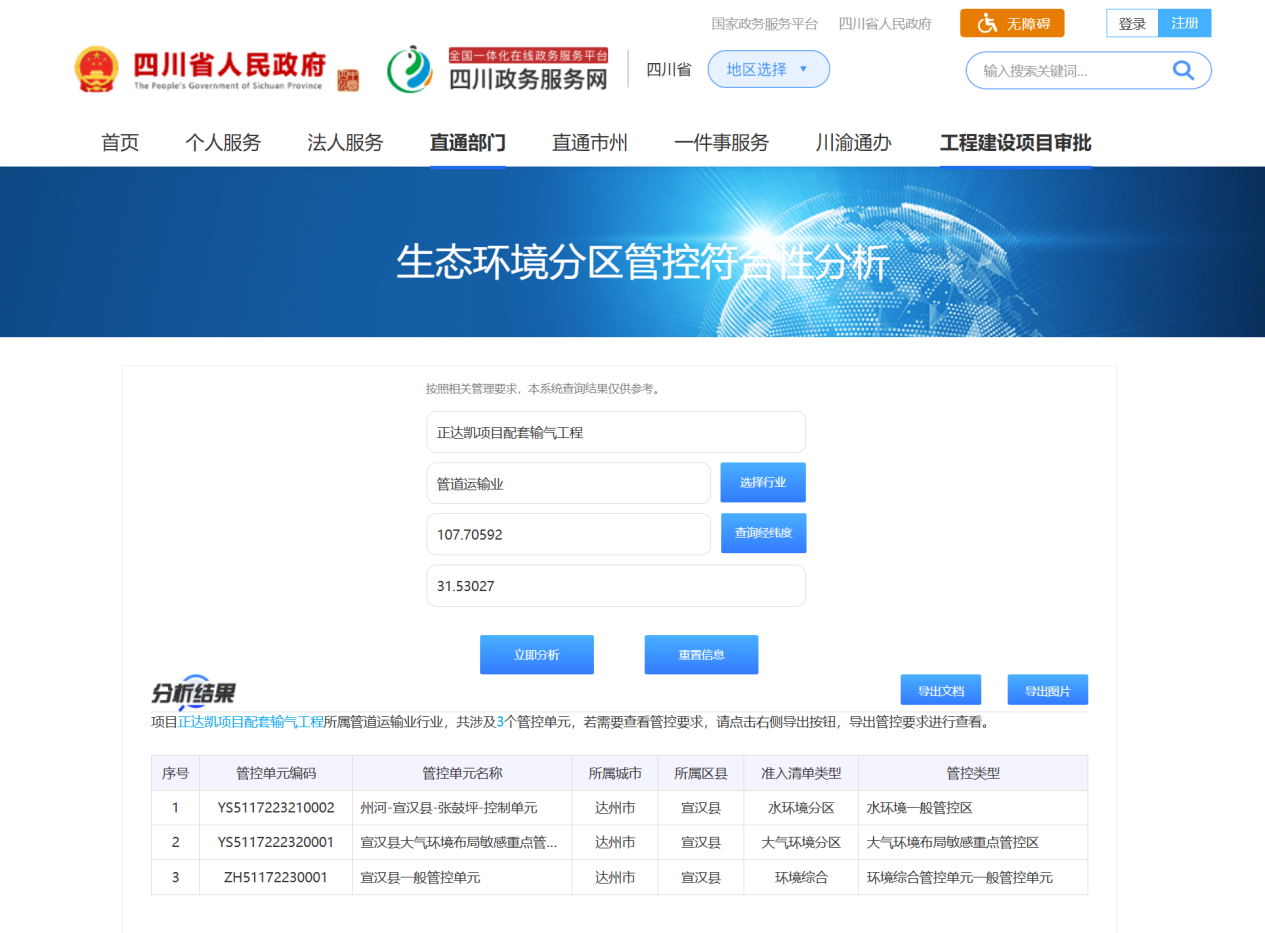 国家政务服务平台 四川省人民政府 无障碍 登录 注册
四川省人民政府
The People's Government of Sichuan Province
全国一体化在线政务服务平台
四川政务服务网
四川省 地区选择 ▼ 输入搜索关键词...
首页 个人服务 法人服务 直通部门 直通市州 一件事服务 川渝通办 工程建设项目审批
生态环境分区管控符合性分析
按照相关管理要求，本系统查询结果仅供参考。
正达凯项目配套输气工程
管道运输业 选择行业
107.70592 查询经纬度
31.53027
立即分析 重置信息
分析结果 导出文档 导出图片
项目正达凯项目配套输气工程所属管道运输业行业，共涉及3个管控单元，若需要查看管控要求，请点击右侧导出按钮，导出管控要求进行查看。
序号 管控单元编码 管控单元名称 所属城市 所属区县 准入清单类型 管控类型
1 YS5117223210002 州河-宣汉县-张鼓坪-控制单元 达州市 宣汉县 水环境分区 水环境一般管控区
2 YS5117222320001 宣汉县大气环境布局敏感重点管... 达州市 宣汉县 大气环境分区 大气环境布局敏感重点管控区
3 ZH51172230001 宣汉县一般管控单元 达州市 宣汉县 环境综合 环境综合管控单元一般管控单元